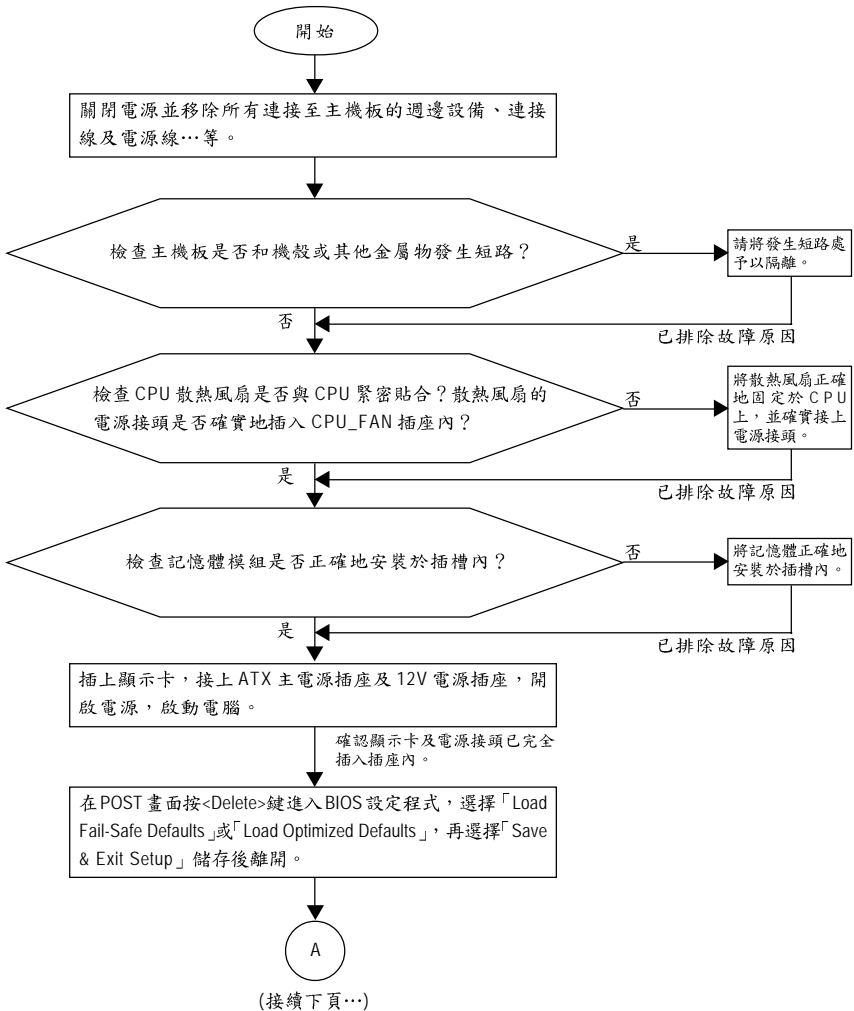 開始
關閉電源並移除所有連接至主機板的週邊設備、連接
線及電源線…等。
檢查主機板是否和機殼或其他金屬物發生短路？
是
請將發生短路處
予以隔離。
否
已排除故障原因
檢查 CPU 散熱風扇是否與 CPU 緊密貼合？散熱風扇的
電源接頭是否確實地插入 CPU_FAN 插座內？
否
將散熱風扇正確
地固定於 CPU
上，並確實接上
電源接頭。
是
已排除故障原因
檢查記憶體模組是否正確地安裝於插槽內？
否
將記憶體正確地
安裝於插槽內。
是
已排除故障原因
插上顯示卡，接上 ATX 主電源插座及 12V 電源插座，開
啟電源，啟動電腦。
確認顯示卡及電源接頭已完全
插入插座內。
在 POST 畫面按<Delete>鍵進入 BIOS 設定程式，選擇「Load
Fail-Safe Defaults」或「Load Optimized Defaults」，再選擇「Save
& Exit Setup」儲存後離開。
A
(接續下頁…)